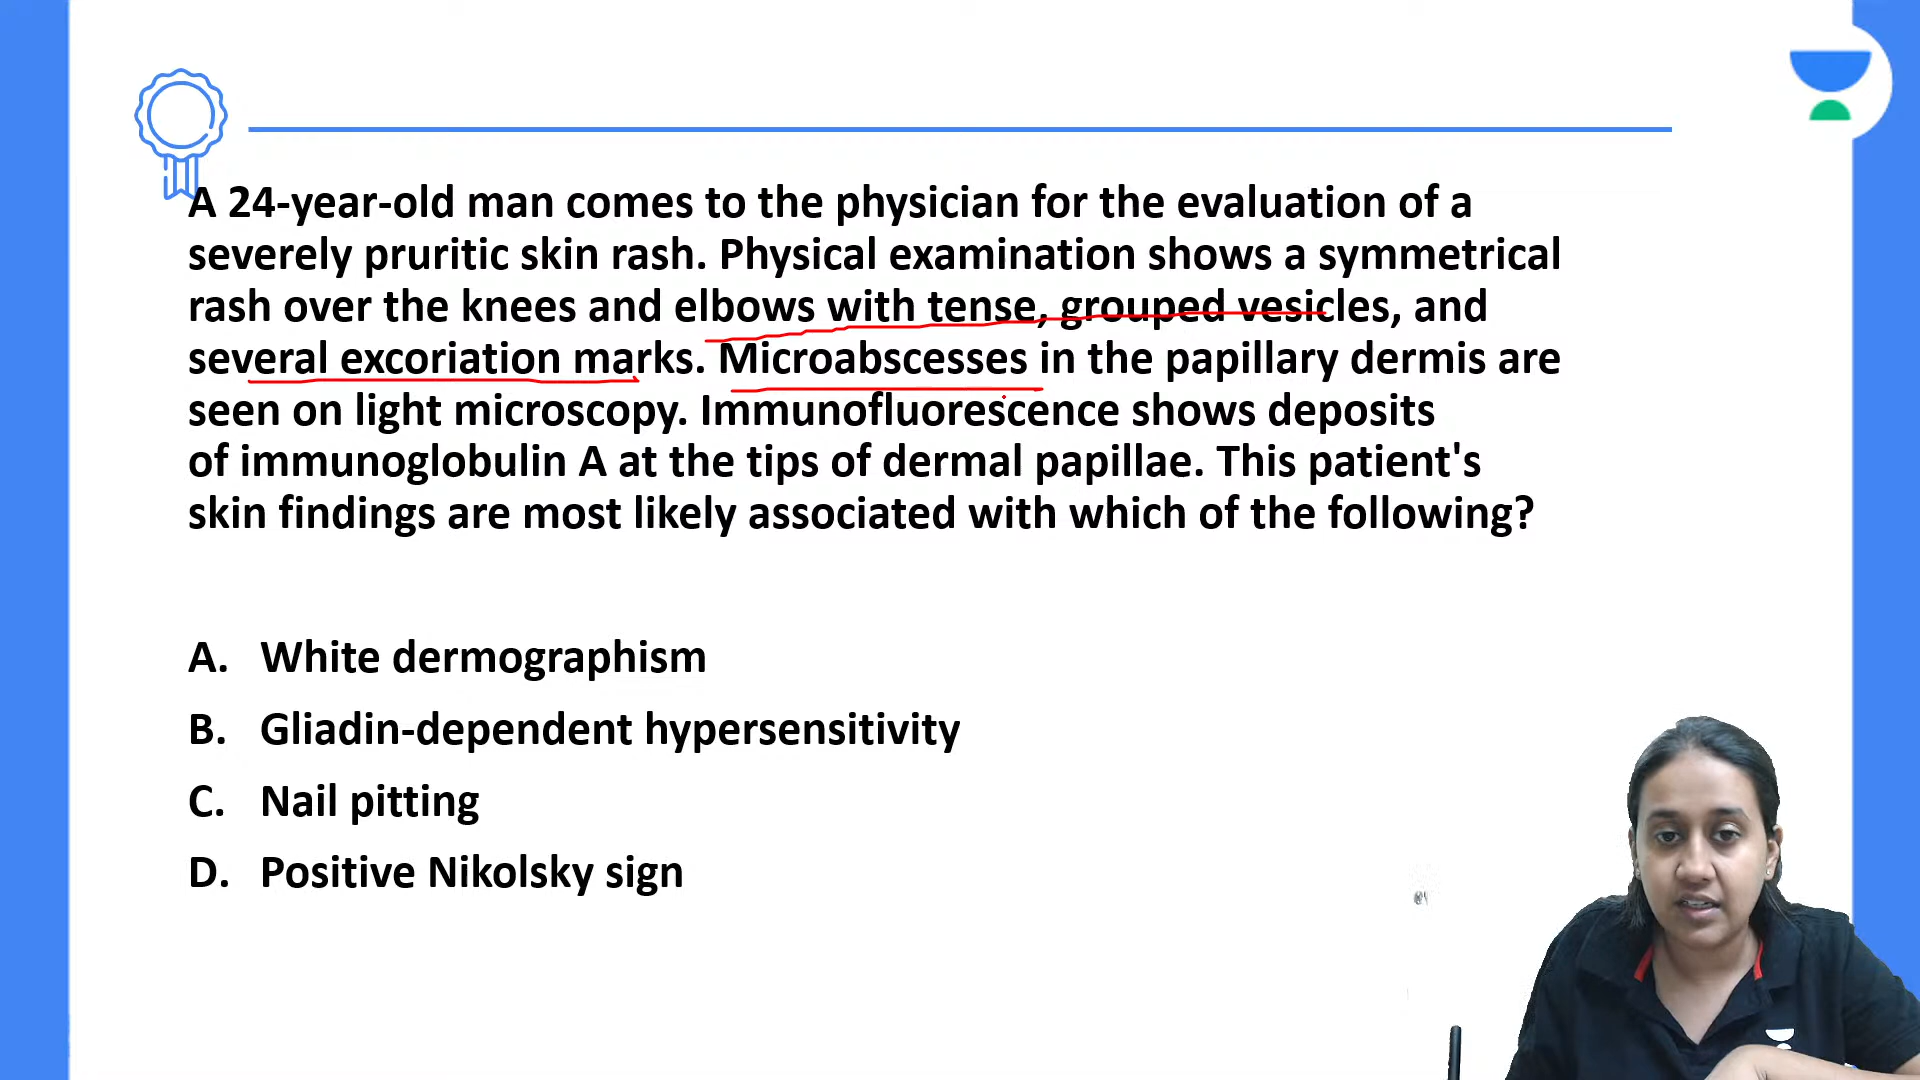 A 24-year-old man comes to the physician for the evaluation of a
severely pruritic skin rash. Physical examination shows a symmetrical
rash over the knees and elbows with tense, grouped vesicles, and
several excoriation marks. Microabscesses in the papillary dermis are
seen on light microscopy. Immunofluorescence shows deposits
of immunoglobulin A at the tips of dermal papillae. This patient's
skin findings are most likely associated with which of the following?
A. White dermographism
B. Gliadin-dependent hypersensitivity
C. Nail pitting
D. Positive Nikolsky sign